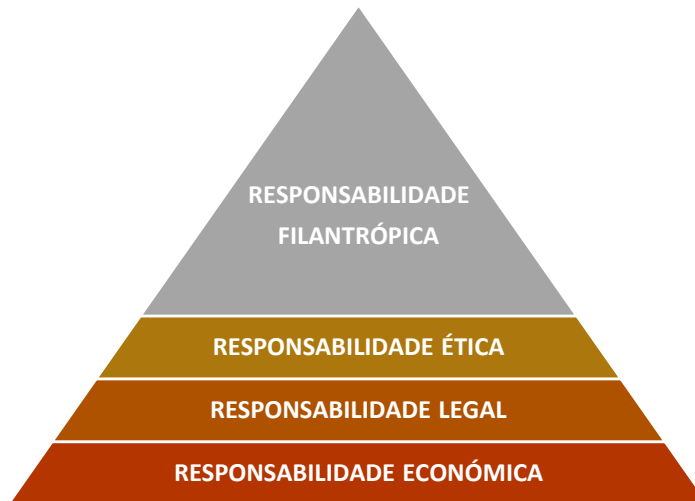 RESPONSABILIDADE
FILANTRÓPICA
RESPONSABILIDADE ÉTICA
RESPONSABILIDADE LEGAL
RESPONSABILIDADE ECONÓMICA